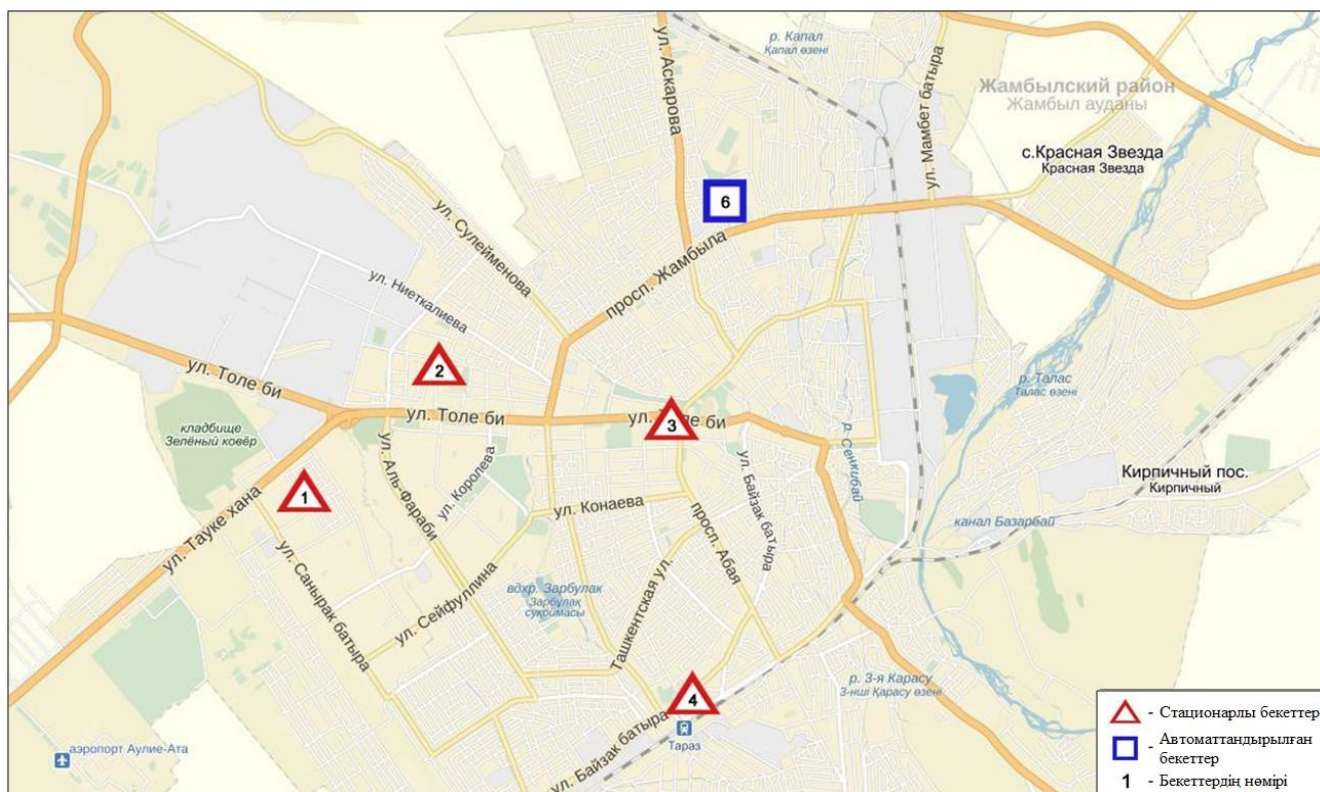 ул. Аскарова
р. Капал
Қапал өзені
ул. Мамбет батыра
Жамбылский район
Жамбыл ауданы
с.Красная Звезда
Красная Звезда
6
ул. Сулейменова
просп. Жамбыла
ул. Ниеткалиева
2
ул. Толе би
ул. Толе би
ул. Толе би
3
р. Талас
Талас өзені
кладбище
Зелёный ковёр
ул. Аль-Фараби
ул. Королева
ул. Байзак батыра
р. Сенкибай
Кирпичный пос.
Кирпичный
1
ул. Тауке хана
ул. Конаева
просп. Абая
канал Базарбай
ул. Санырак батыра
ул. Сейфуллина
вдхр. Зарбулак
Зарбұлақ
суқоймасы
Ташкентская ул.
4
р. 3-я Карасу
3-нші Қарасу өзені
ул. Байзак батыра
Тараз
аэропорт Аулие-Ата
- Стационарлы бекеттер
- Автоматтандырылған
бекеттер
1 - Бекеттердің нөмірі